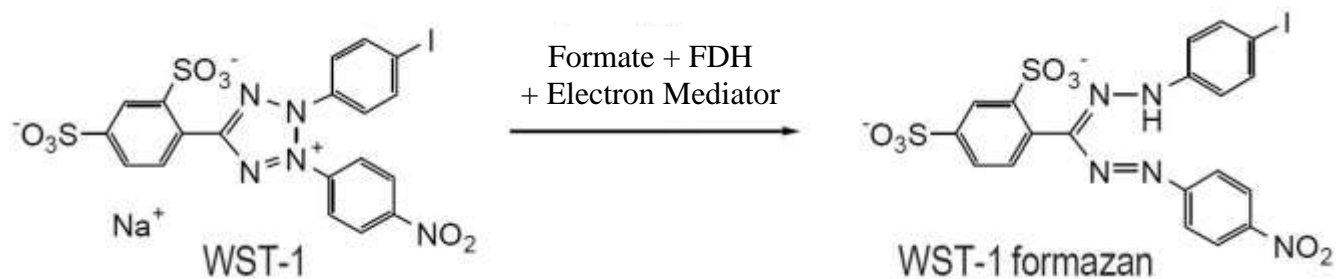 I
Formate + FDH
+ Electron Mediator
I
SO₃⁻
N
N
N
N⁺
⁻O₃S
Na⁺
NO₂
WST-1
SO₃⁻
N
N
H
⁻O₃S
N=N
NO₂
WST-1 formazan